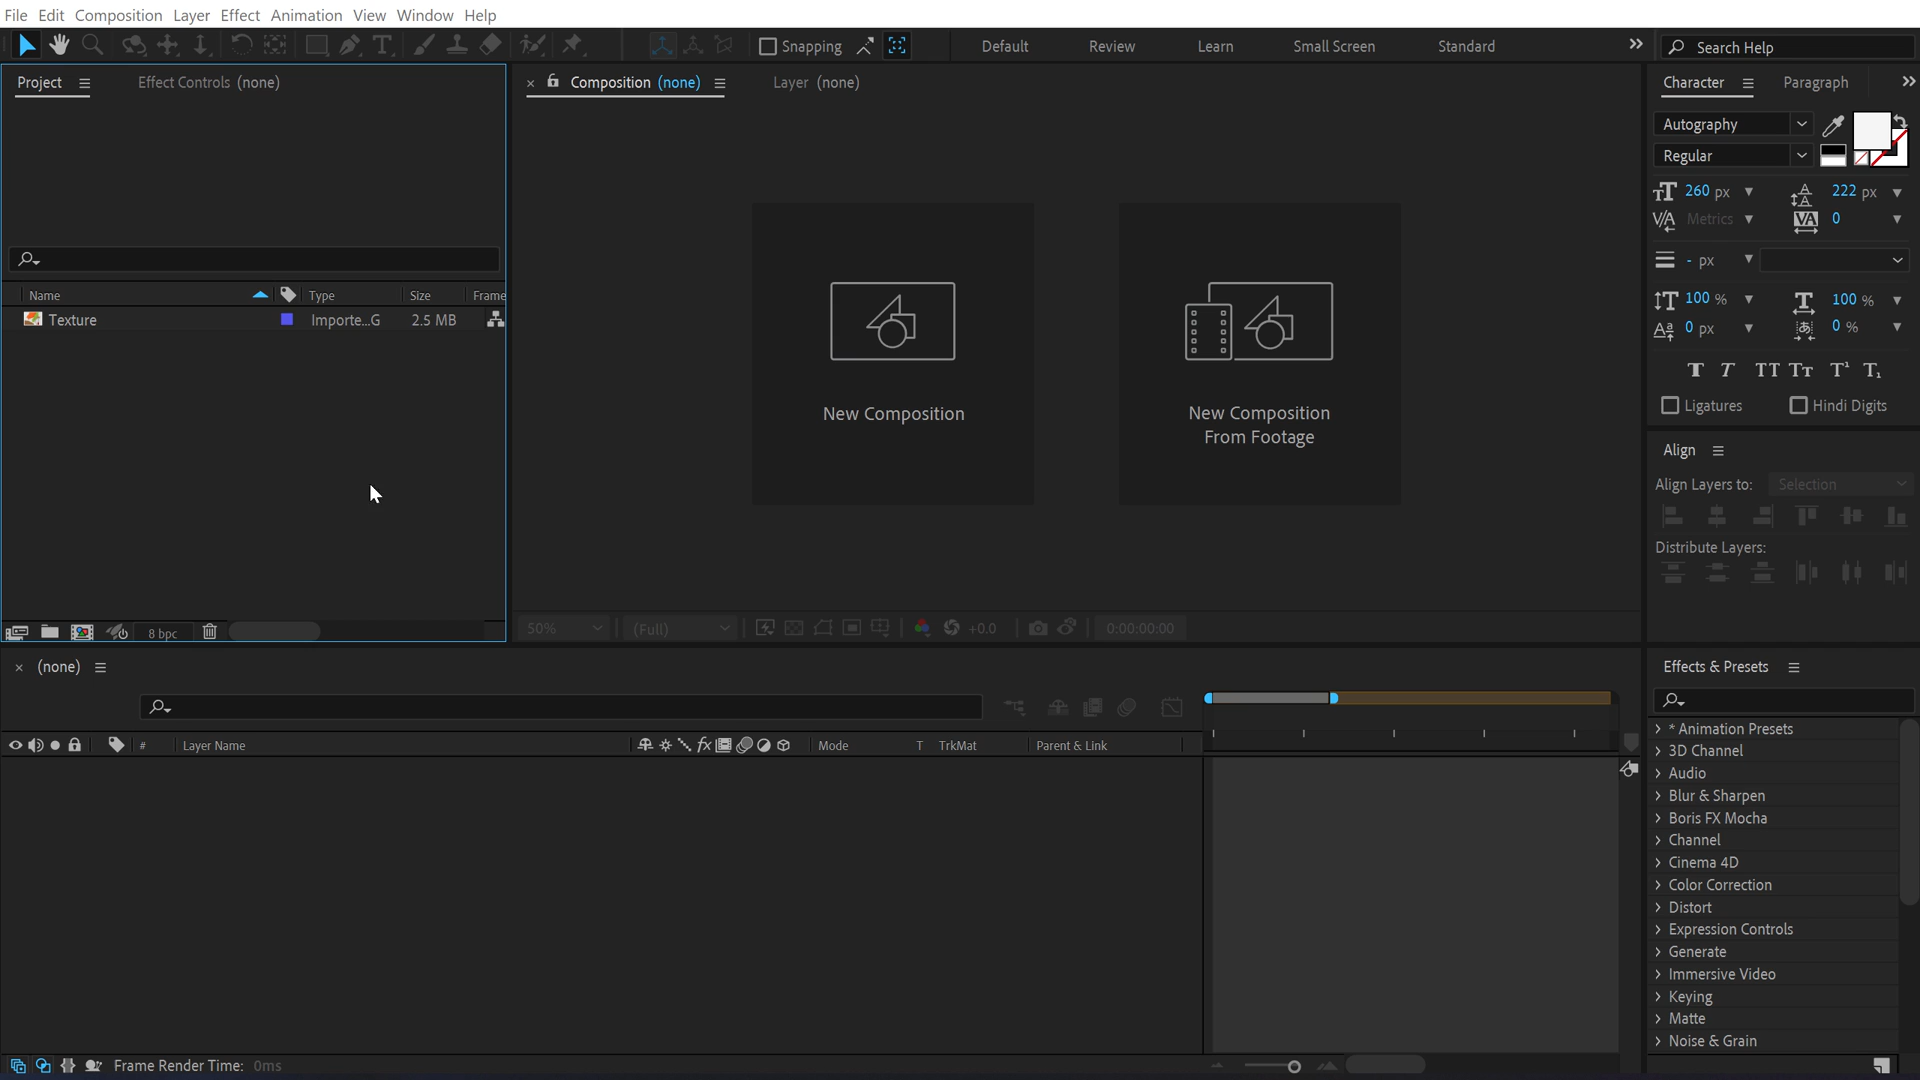 File Edit Composition Layer Effect Animation View Window Help
Snapping Default Review Learn Small Screen Standard Search Help
Project Effect Controls (none)
Composition (none) Layer (none)
Character Paragraph
Autography
Regular
260 px 222 px
Metrics 0
- px
100 % 100 %
0 px 0 %
Ligatures Hindi Digits
Align
Align Layers to: Selection
Distribute Layers:
Name Type Size Frame
Texture Importe...G 2.5 MB
New Composition
New Composition
From Footage
8 bpc
50% (Full) +0.0 0:00:00:00
(none)
# Layer Name Mode T TrkMat Parent & Link
Effects & Presets
* Animation Presets
3D Channel
Audio
Blur & Sharpen
Boris FX Mocha
Channel
Cinema 4D
Color Correction
Distort
Expression Controls
Generate
Immersive Video
Keying
Matte
Noise & Grain
Frame Render Time: 0ms